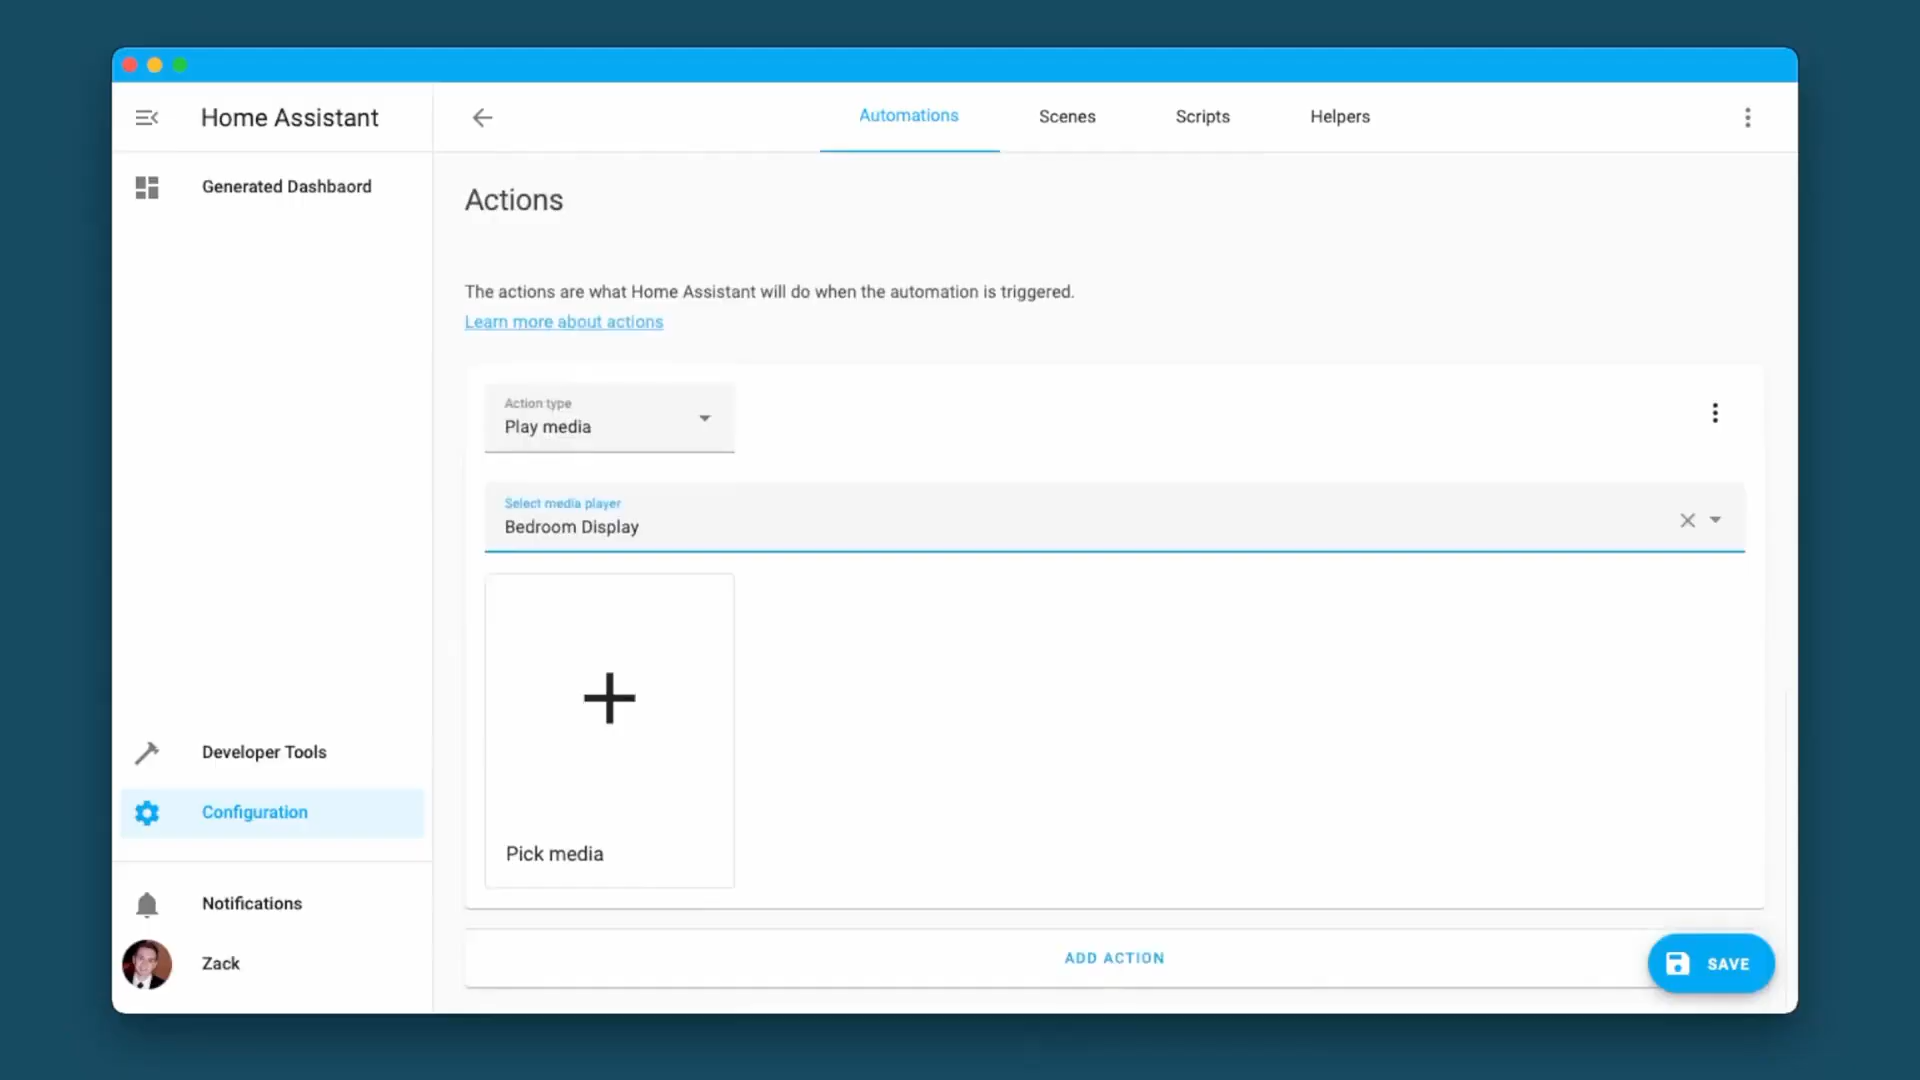 Home Assistant
Automations
Scenes
Scripts
Helpers
Generated Dashbaord
Actions
The actions are what Home Assistant will do when the automation is triggered.
Learn more about actions
Action type
Play media
Select media player
Bedroom Display
Pick media
Developer Tools
Configuration
Notifications
Zack
ADD ACTION
SAVE